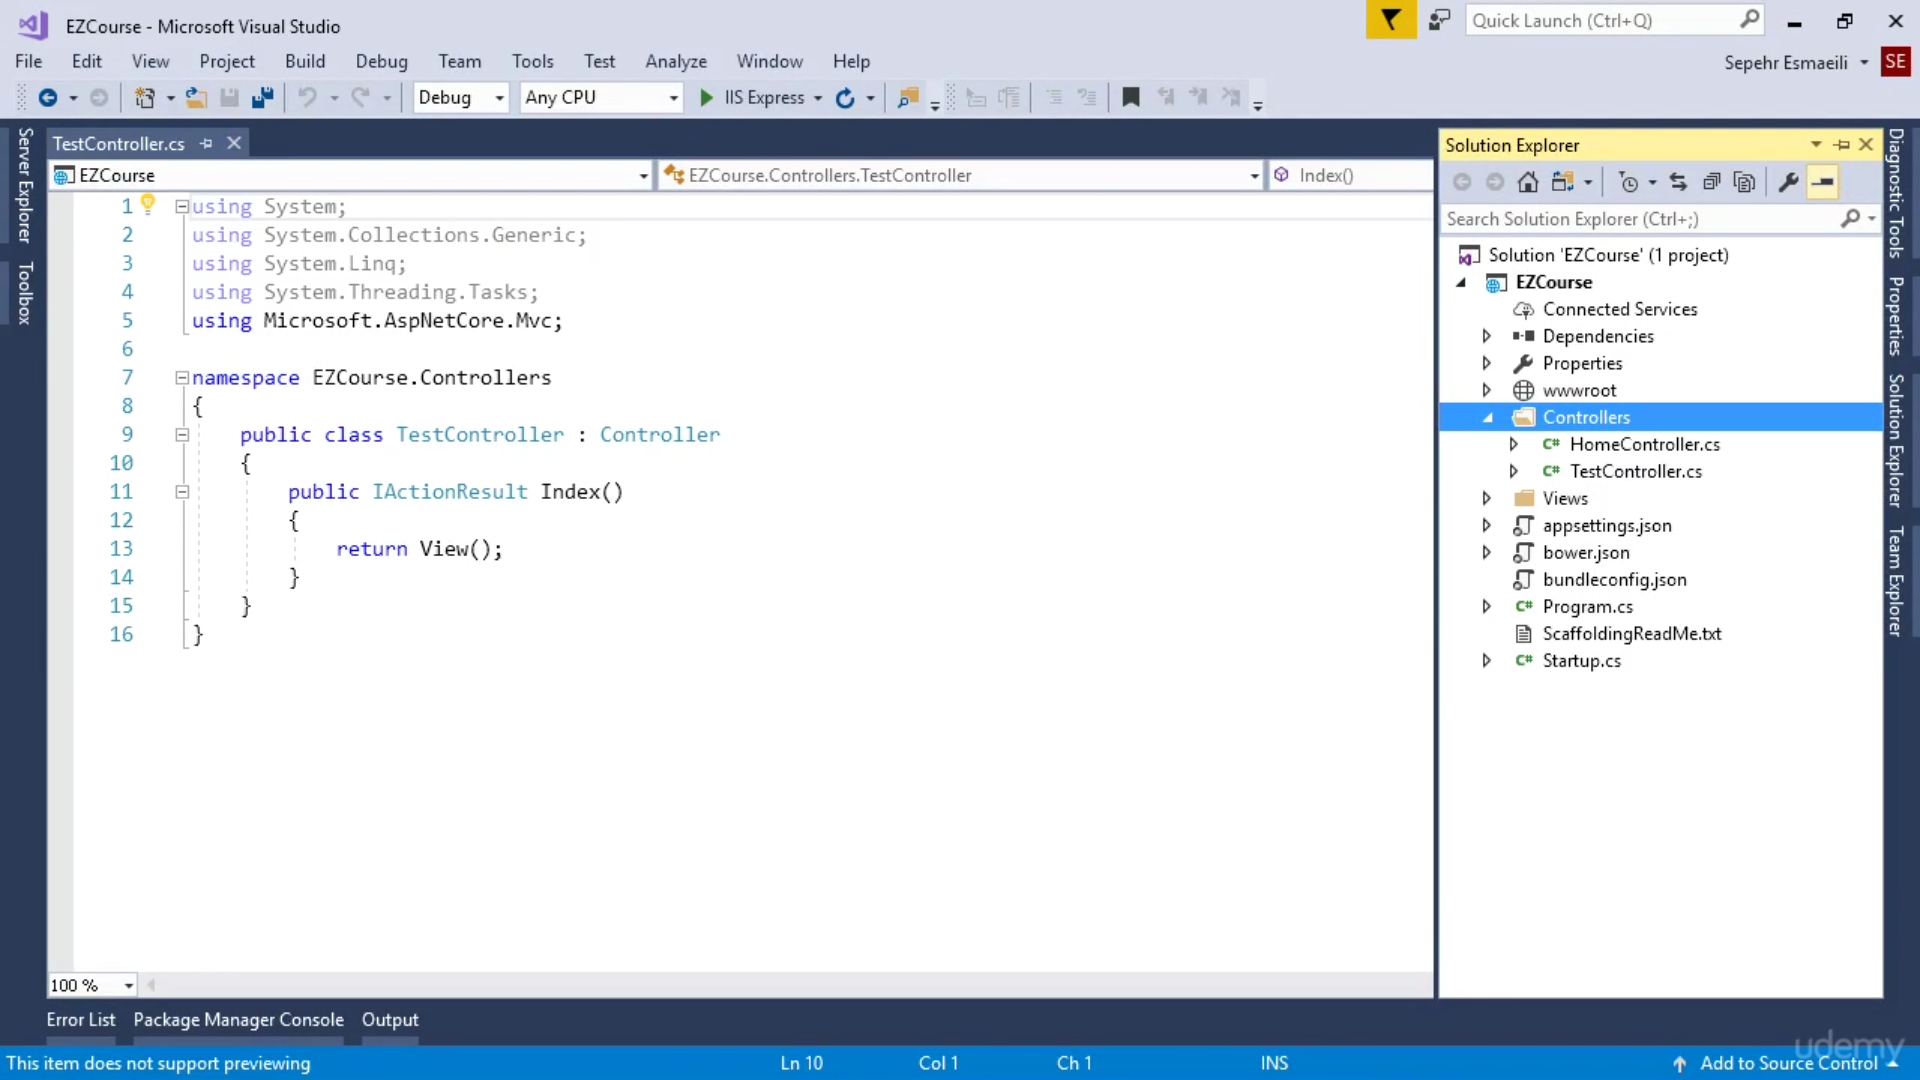 EZCourse - Microsoft Visual Studio
Quick Launch (Ctrl+Q)
File Edit View Project Build Debug Team Tools Test Analyze Window Help
Sepehr Esmaeili SE
Debug Any CPU IIS Express
Server Explorer
Toolbox
TestController.cs
EZCourse EZCourse.Controllers.TestController Index()
1 using System;
2 using System.Collections.Generic;
3 using System.Linq;
4 using System.Threading.Tasks;
5 using Microsoft.AspNetCore.Mvc;
6
7 namespace EZCourse.Controllers
8 {
9 public class TestController : Controller
10 {
11 public IActionResult Index()
12 {
13 return View();
14 }
15 }
16 }
100 %
Solution Explorer
Search Solution Explorer (Ctrl+;)
Solution 'EZCourse' (1 project)
EZCourse
Connected Services
Dependencies
Properties
wwwroot
Controllers
C# HomeController.cs
C# TestController.cs
Views
appsettings.json
bower.json
bundleconfig.json
C# Program.cs
ScaffoldingReadMe.txt
C# Startup.cs
Diagnostic Tools
Properties
Solution Explorer
Team Explorer
Error List Package Manager Console Output
This item does not support previewing Ln 10 Col 1 Ch 1 INS Add to Source Control
udemy